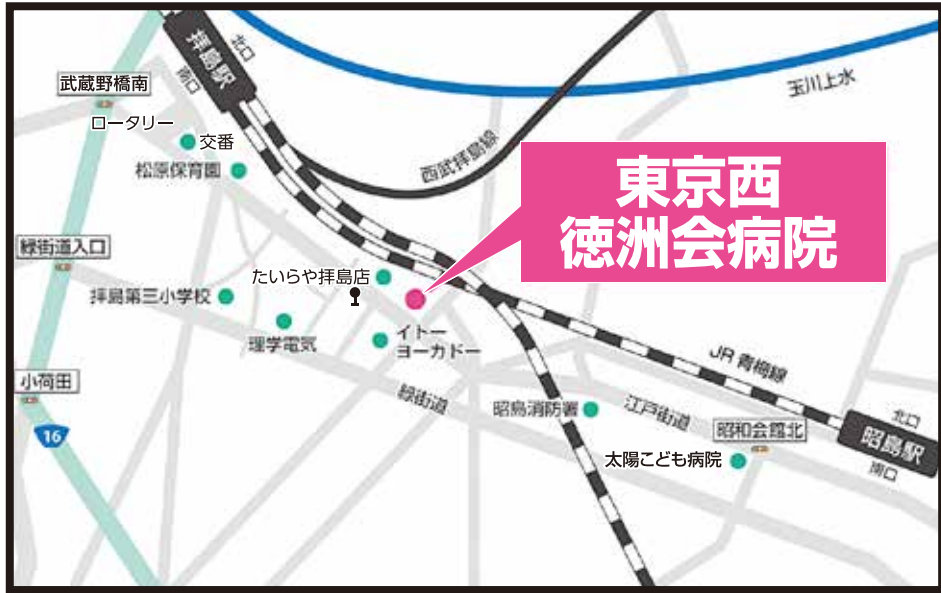 拝島駅
北口
南口
武蔵野橋南
ロータリー
交番
松原保育園
玉川上水
西武拝島線
東京西
徳洲会病院
緑街道入口
たいらや拝島店
拝島第三小学校
理学電気
イトー
ヨーカドー
JR 青梅線
小荷田
緑街道
16
昭島消防署
江戸街道
昭和会館北
北口
昭島駅
南口
太陽こども病院